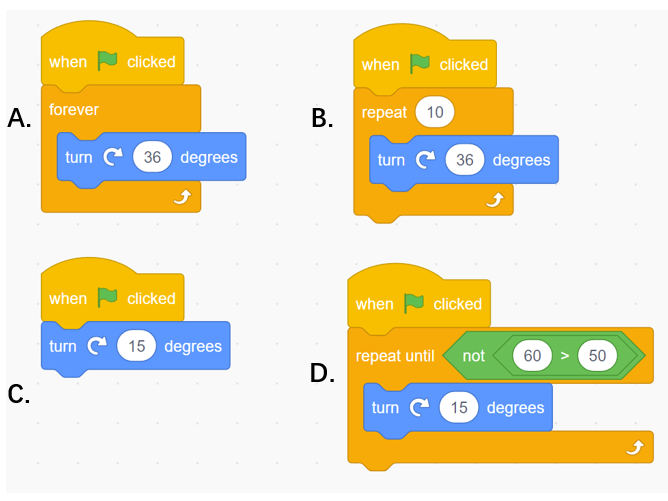 A.
when clicked
forever
turn 36 degrees
B.
when clicked
repeat 10
turn 36 degrees
C.
when clicked
turn 15 degrees
D.
when clicked
repeat until not 60 > 50
turn 15 degrees